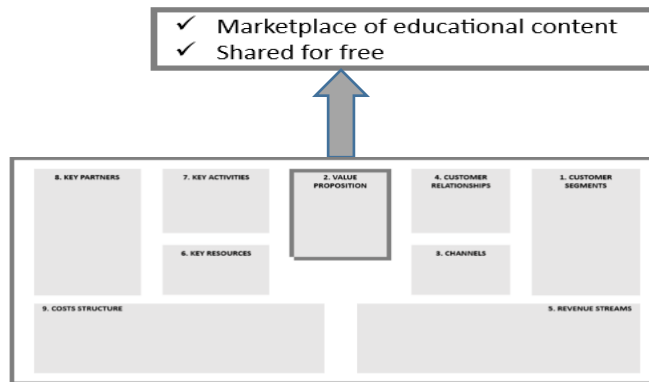 ✓ Marketplace of educational content
✓ Shared for free
8. KEY PARTNERS
7. KEY ACTIVITIES
2. VALUE
PROPOSITION
4. CUSTOMER
RELATIONSHIPS
1. CUSTOMER
SEGMENTS
6. KEY RESOURCES
3. CHANNELS
9. COSTS STRUCTURE
5. REVENUE STREAMS